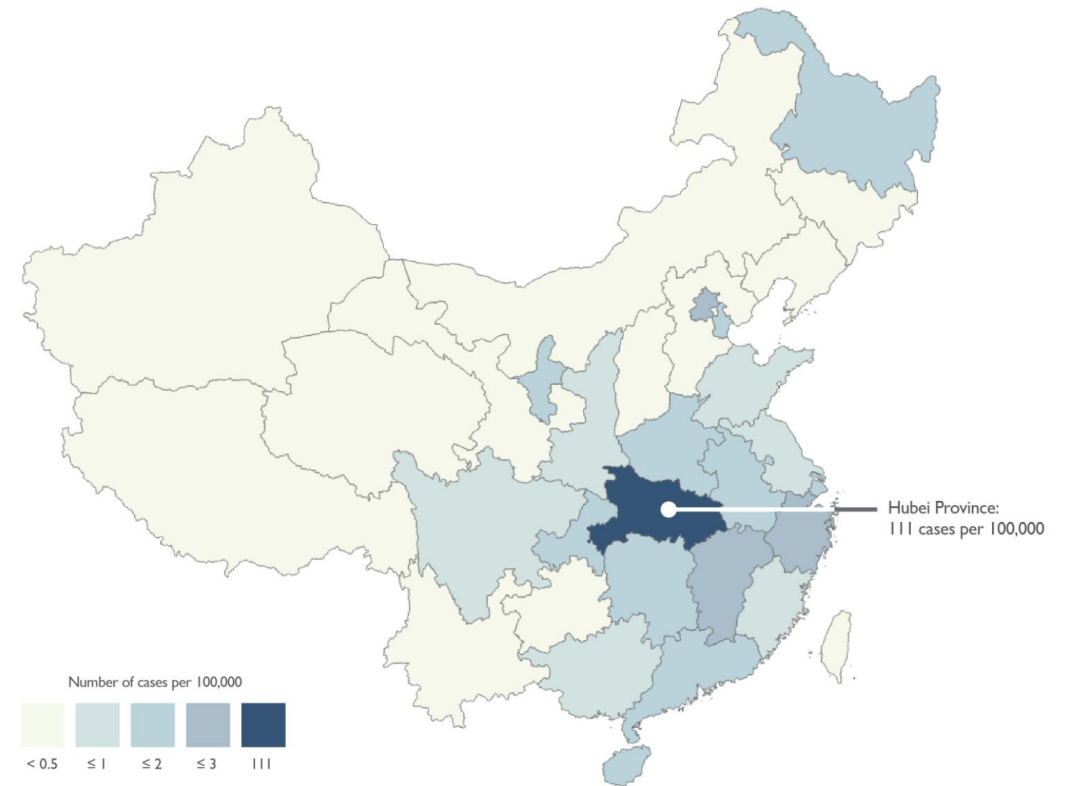 Hubei Province:
111 cases per 100,000
Number of cases per 100,000
< 0.5 ≤ 1 ≤ 2 ≤ 3 111